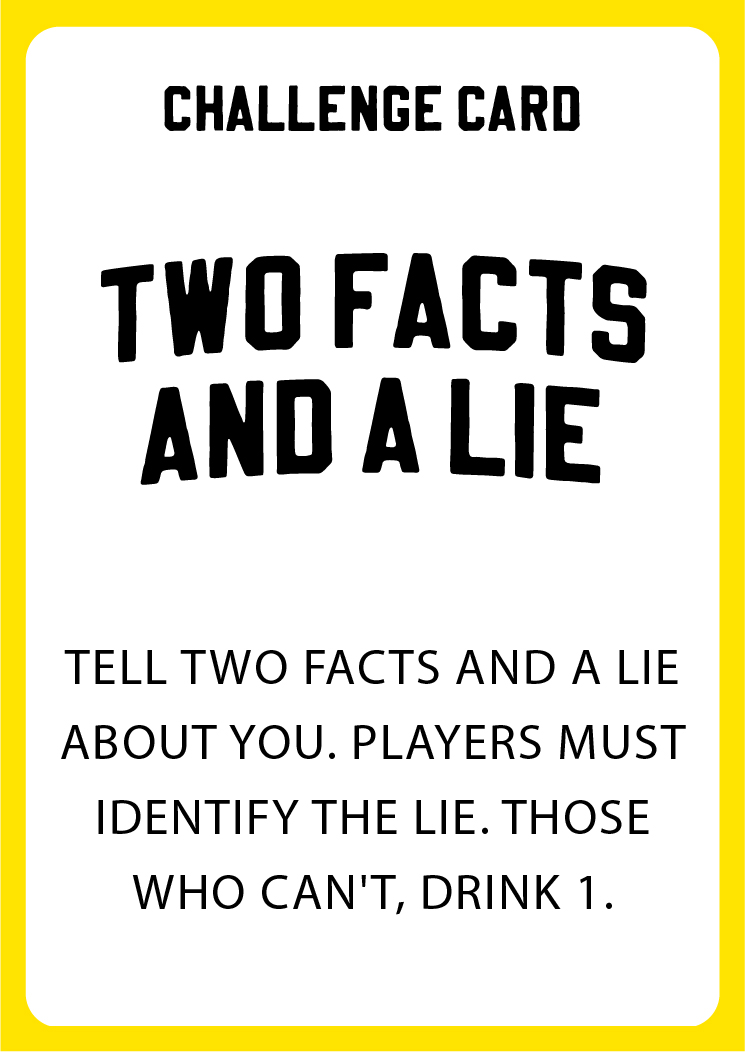 CHALLENGE CARD
TWO FACTS
AND A LIE
TELL TWO FACTS AND A LIE
ABOUT YOU. PLAYERS MUST
IDENTIFY THE LIE. THOSE
WHO CAN'T, DRINK 1.